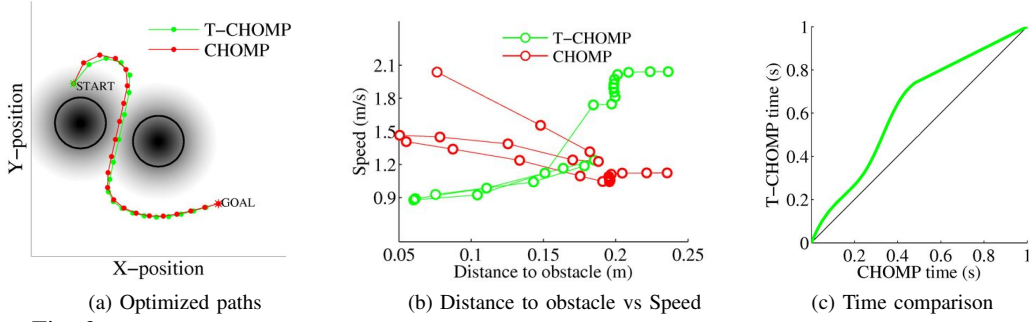 T−CHOMP
CHOMP
START
GOAL
Y−position
X−position
(a) Optimized paths
T−CHOMP
CHOMP
2.1
1.8
1.5
1.2
0.9
Speed (m/s)
0.05 0.1 0.15 0.2 0.25
Distance to obstacle (m)
(b) Distance to obstacle vs Speed
1
0.8
0.6
0.4
0.2
0
T−CHOMP time (s)
0.2 0.4 0.6 0.8 1
CHOMP time (s)
(c) Time comparison